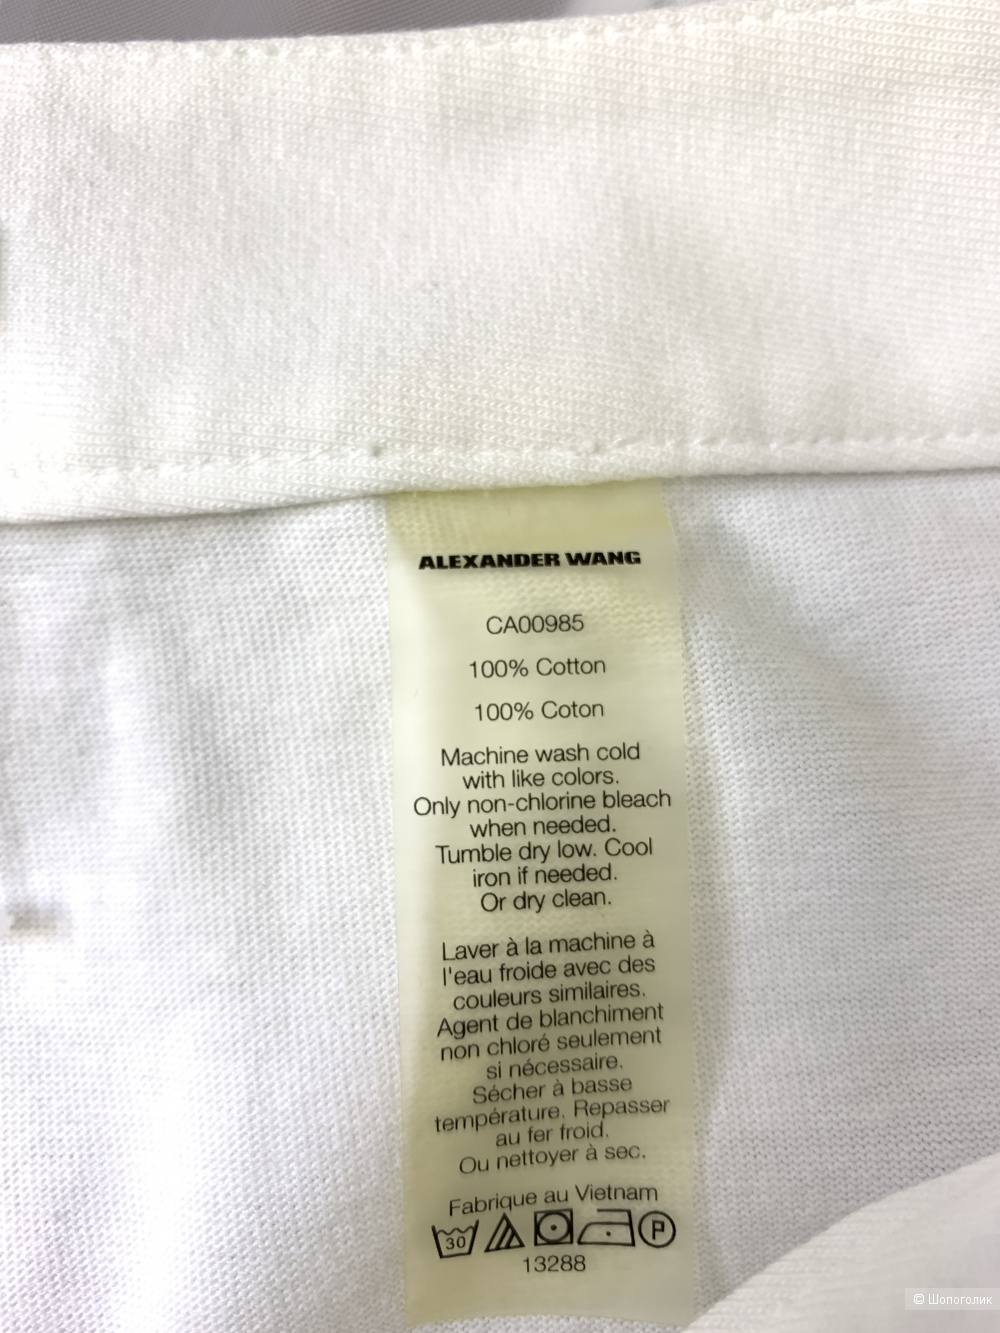 ALEXANDER WANG
CA00985
100% Cotton
100% Coton
Machine wash cold
with like colors.
Only non-chlorine bleach
when needed.
Tumble dry low. Cool
iron if needed.
Or dry clean.
Laver à la machine à
l'eau froide avec des
couleurs similaires.
Agent de blanchiment
non chloré seulement
si nécessaire.
Sécher à basse
température. Repasser
au fer froid.
Ou nettoyer à sec.
Fabrique au Vietnam
30 P
13288
© Шопоголик